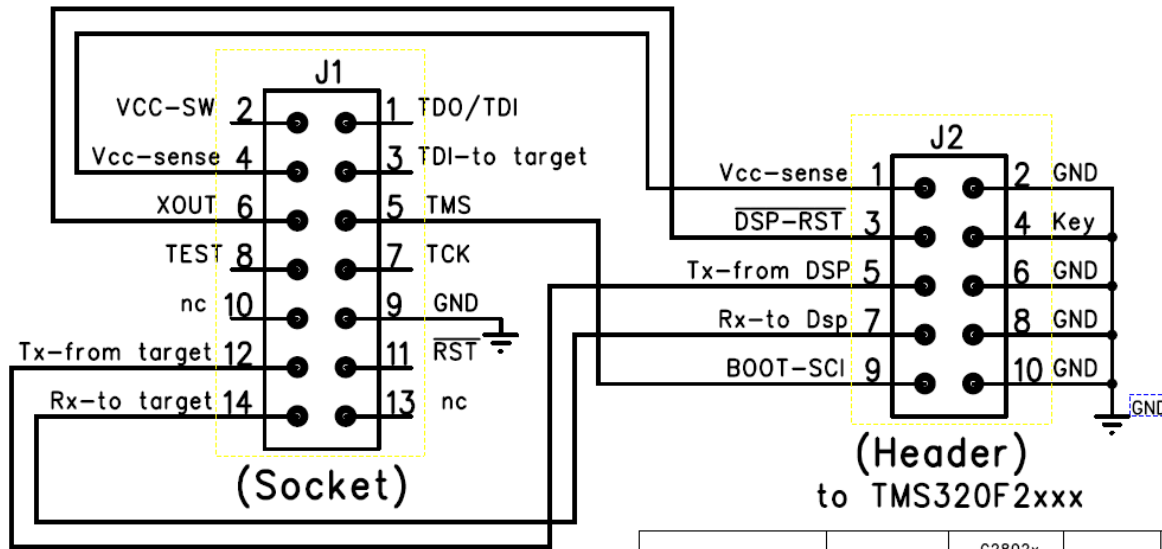 J1
VCC-SW 2 1 TDO/TDI
Vcc-sense 4 3 TDI-to target
XOUT 6 5 TMS
TEST 8 7 TCK
nc 10 9 GND
Tx-from target 12 11 RST
Rx-to target 14 13 nc
(Socket)
J2
Vcc-sense 1 2 GND
DSP-RST 3 4 Key
Tx-from DSP 5 6 GND
Rx-to Dsp 7 8 GND
BOOT-SCI 9 10 GND
GND
(Header)
to TMS320F2xxx